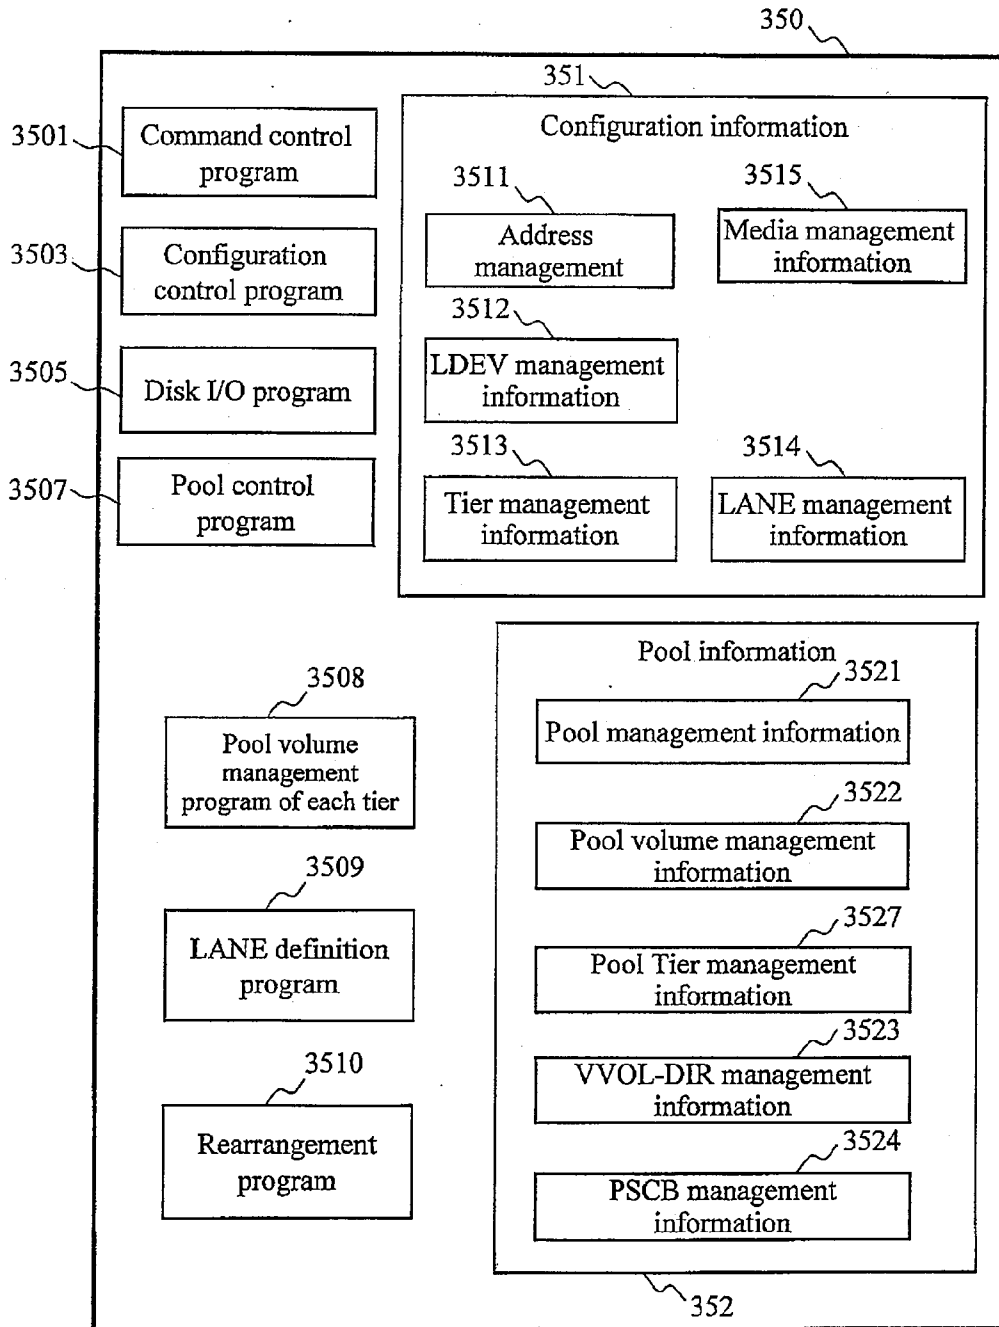 350
351
3501
Command control
program
3503
Configuration
control program
3505
Disk I/O program
3507
Pool control
program
Configuration information
3511
Address
management
3515
Media management
information
3512
LDEV management
information
3513
Tier management
information
3514
LANE management
information
3508
Pool volume
management
program of each tier
3509
LANE definition
program
3510
Rearrangement
program
Pool information
3521
Pool management information
3522
Pool volume management
information
3527
Pool Tier management
information
3523
VVOL-DIR management
information
3524
PSCB management
information
352